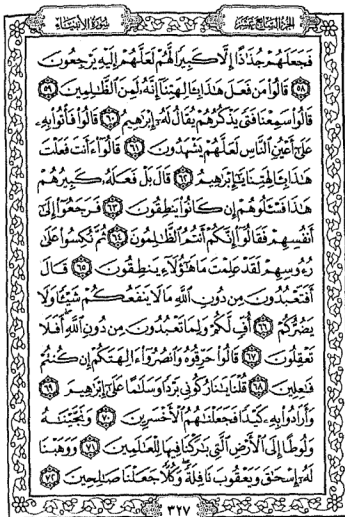 الجزء السابع عشر
سورة الأنبياء
فَجَعَلَهُمْ جُذَاذًا إِلَّا كَبِيرًا لَّهُمْ لَعَلَّهُمْ إِلَيْهِ يَرْجِعُونَ
٥٨ قَالُوا مَن فَعَلَ هَٰذَا بِآلِهَتِنَا إِنَّهُ لَمِنَ الظَّالِمِينَ ٥٩
قَالُوا سَمِعْنَا فَتًى يَذْكُرُهُمْ يُقَالُ لَهُ إِبْرَاهِيمُ ٦٠ قَالُوا فَأْتُوا بِهِ
عَلَىٰ أَعْيُنِ النَّاسِ لَعَلَّهُمْ يَشْهَدُونَ ٦١ قَالُوا أَأَنتَ فَعَلْتَ
هَٰذَا بِآلِهَتِنَا يَا إِبْرَاهِيمُ ٦٢ قَالَ بَلْ فَعَلَهُ كَبِيرُهُمْ
هَٰذَا فَاسْأَلُوهُمْ إِن كَانُوا يَنطِقُونَ ٦٣ فَرَجَعُوا إِلَىٰ
أَنفُسِهِمْ فَقَالُوا إِنَّكُمْ أَنتُمُ الظَّالِمُونَ ٦٤ ثُمَّ نُكِسُوا عَلَىٰ
رُءُوسِهِمْ لَقَدْ عَلِمْتَ مَا هَٰؤُلَاءِ يَنطِقُونَ ٦٥ قَالَ
أَفَتَعْبُدُونَ مِن دُونِ اللَّهِ مَا لَا يَنفَعُكُمْ شَيْئًا وَلَا
يَضُرُّكُمْ ٦٦ أُفٍّ لَّكُمْ وَلِمَا تَعْبُدُونَ مِن دُونِ اللَّهِ أَفَلَا
تَعْقِلُونَ ٦٧ قَالُوا حَرِّقُوهُ وَانصُرُوا آلِهَتَكُمْ إِن كُنتُمْ
فَاعِلِينَ ٦٨ قُلْنَا يَا نَارُ كُونِي بَرْدًا وَسَلَامًا عَلَىٰ إِبْرَاهِيمَ ٦٩
وَأَرَادُوا بِهِ كَيْدًا فَجَعَلْنَاهُمُ الْأَخْسَرِينَ ٧٠ وَنَجَّيْنَاهُ
وَلُوطًا إِلَى الْأَرْضِ الَّتِي بَارَكْنَا فِيهَا لِلْعَالَمِينَ ٧١ وَوَهَبْنَا
لَهُ إِسْحَاقَ وَيَعْقُوبَ نَافِلَةً وَكُلًّا جَعَلْنَا صَالِحِينَ ٧٢
٣٢٧